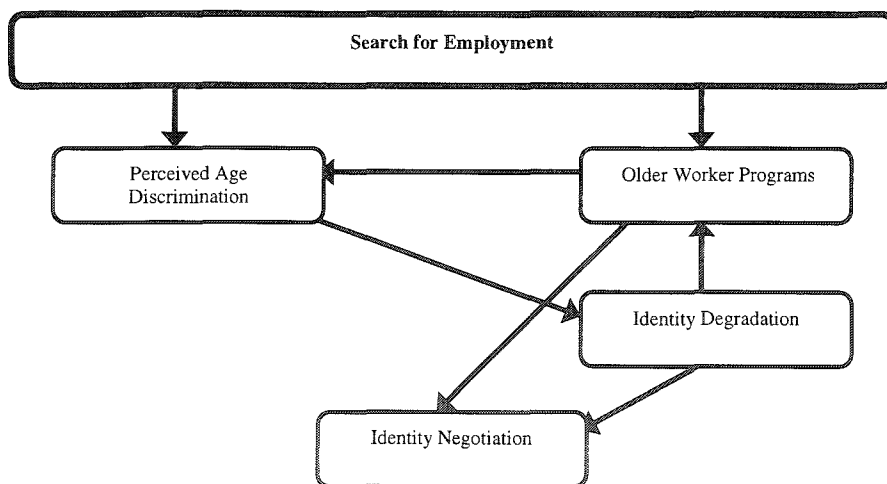 Search for Employment
Perceived Age
Discrimination
Older Worker Programs
Identity Degradation
Identity Negotiation